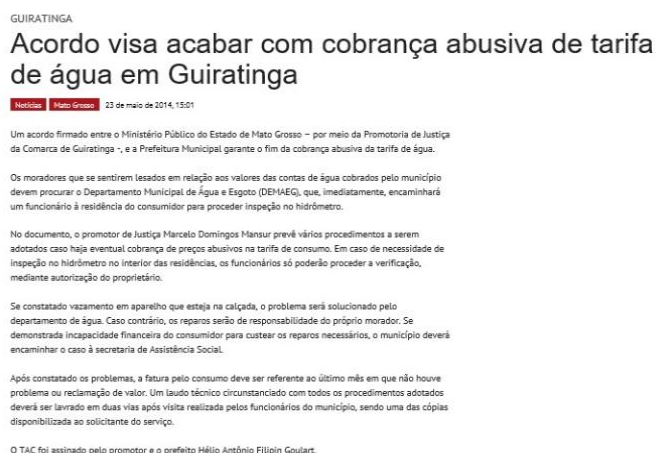 GUIRATINGA
Acordo visa acabar com cobrança abusiva de tarifa
de água em Guiratinga
Notícias Mato Grosso 23 de maio de 2014, 15:01
Um acordo firmado entre o Ministério Público do Estado de Mato Grosso – por meio da Promotoria de Justiça
da Comarca de Guiratinga -, e a Prefeitura Municipal garante o fim da cobrança abusiva da tarifa de água.
Os moradores que se sentirem lesados em relação aos valores das contas de água cobrados pelo município
devem procurar o Departamento Municipal de Água e Esgoto (DEMAEG), que, imediatamente, encaminhará
um funcionário à residência do consumidor para proceder inspeção no hidrômetro.
No documento, o promotor de Justiça Marcelo Domingos Mansur prevê vários procedimentos a serem
adotados caso haja eventual cobrança de preços abusivos na tarifa de consumo. Em caso de necessidade de
inspeção no hidrômetro no interior das residências, os funcionários só poderão proceder a verificação,
mediante autorização do proprietário.
Se constatado vazamento em aparelho que esteja na calçada, o problema será solucionado pelo
departamento de água. Caso contrário, os reparos serão de responsabilidade do próprio morador. Se
demonstrada incapacidade financeira do consumidor para custear os reparos necessários, o município deverá
encaminhar o caso à secretaria de Assistência Social.
Após constatado os problemas, a fatura pelo consumo deve ser referente ao último mês em que não houve
problema ou reclamação de valor. Um laudo técnico circunstanciado com todos os procedimentos adotados
deverá ser lavrado em duas vias após visita realizada pelos funcionários do município, sendo uma das cópias
disponibilizada ao solicitante do serviço.
O TAC foi assinado pelo promotor e o prefeito Hélio Antônio Filipin Goulart.